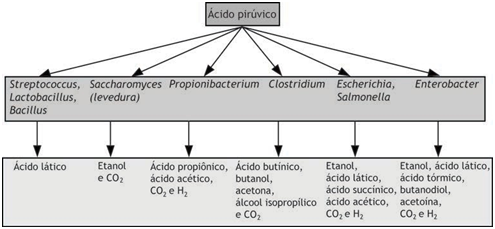 Ácido pirúvico
Streptococcus,
Lactobacillus,
Bacillus
Saccharomyces
(levedura)
Propionibacterium
Clostridium
Escherichia,
Salmonella
Enterobacter
Ácido lático
Etanol
e CO2
Ácido propiônico,
ácido acético,
CO2 e H2
Ácido butínico,
butanol,
acetona,
álcool isopropílico
e CO2
Etanol,
ácido lático,
ácido succínico,
ácido acético,
CO2 e H2
Etanol, ácido lático,
ácido tórmico,
butanodiol,
acetoína,
CO2 e H2